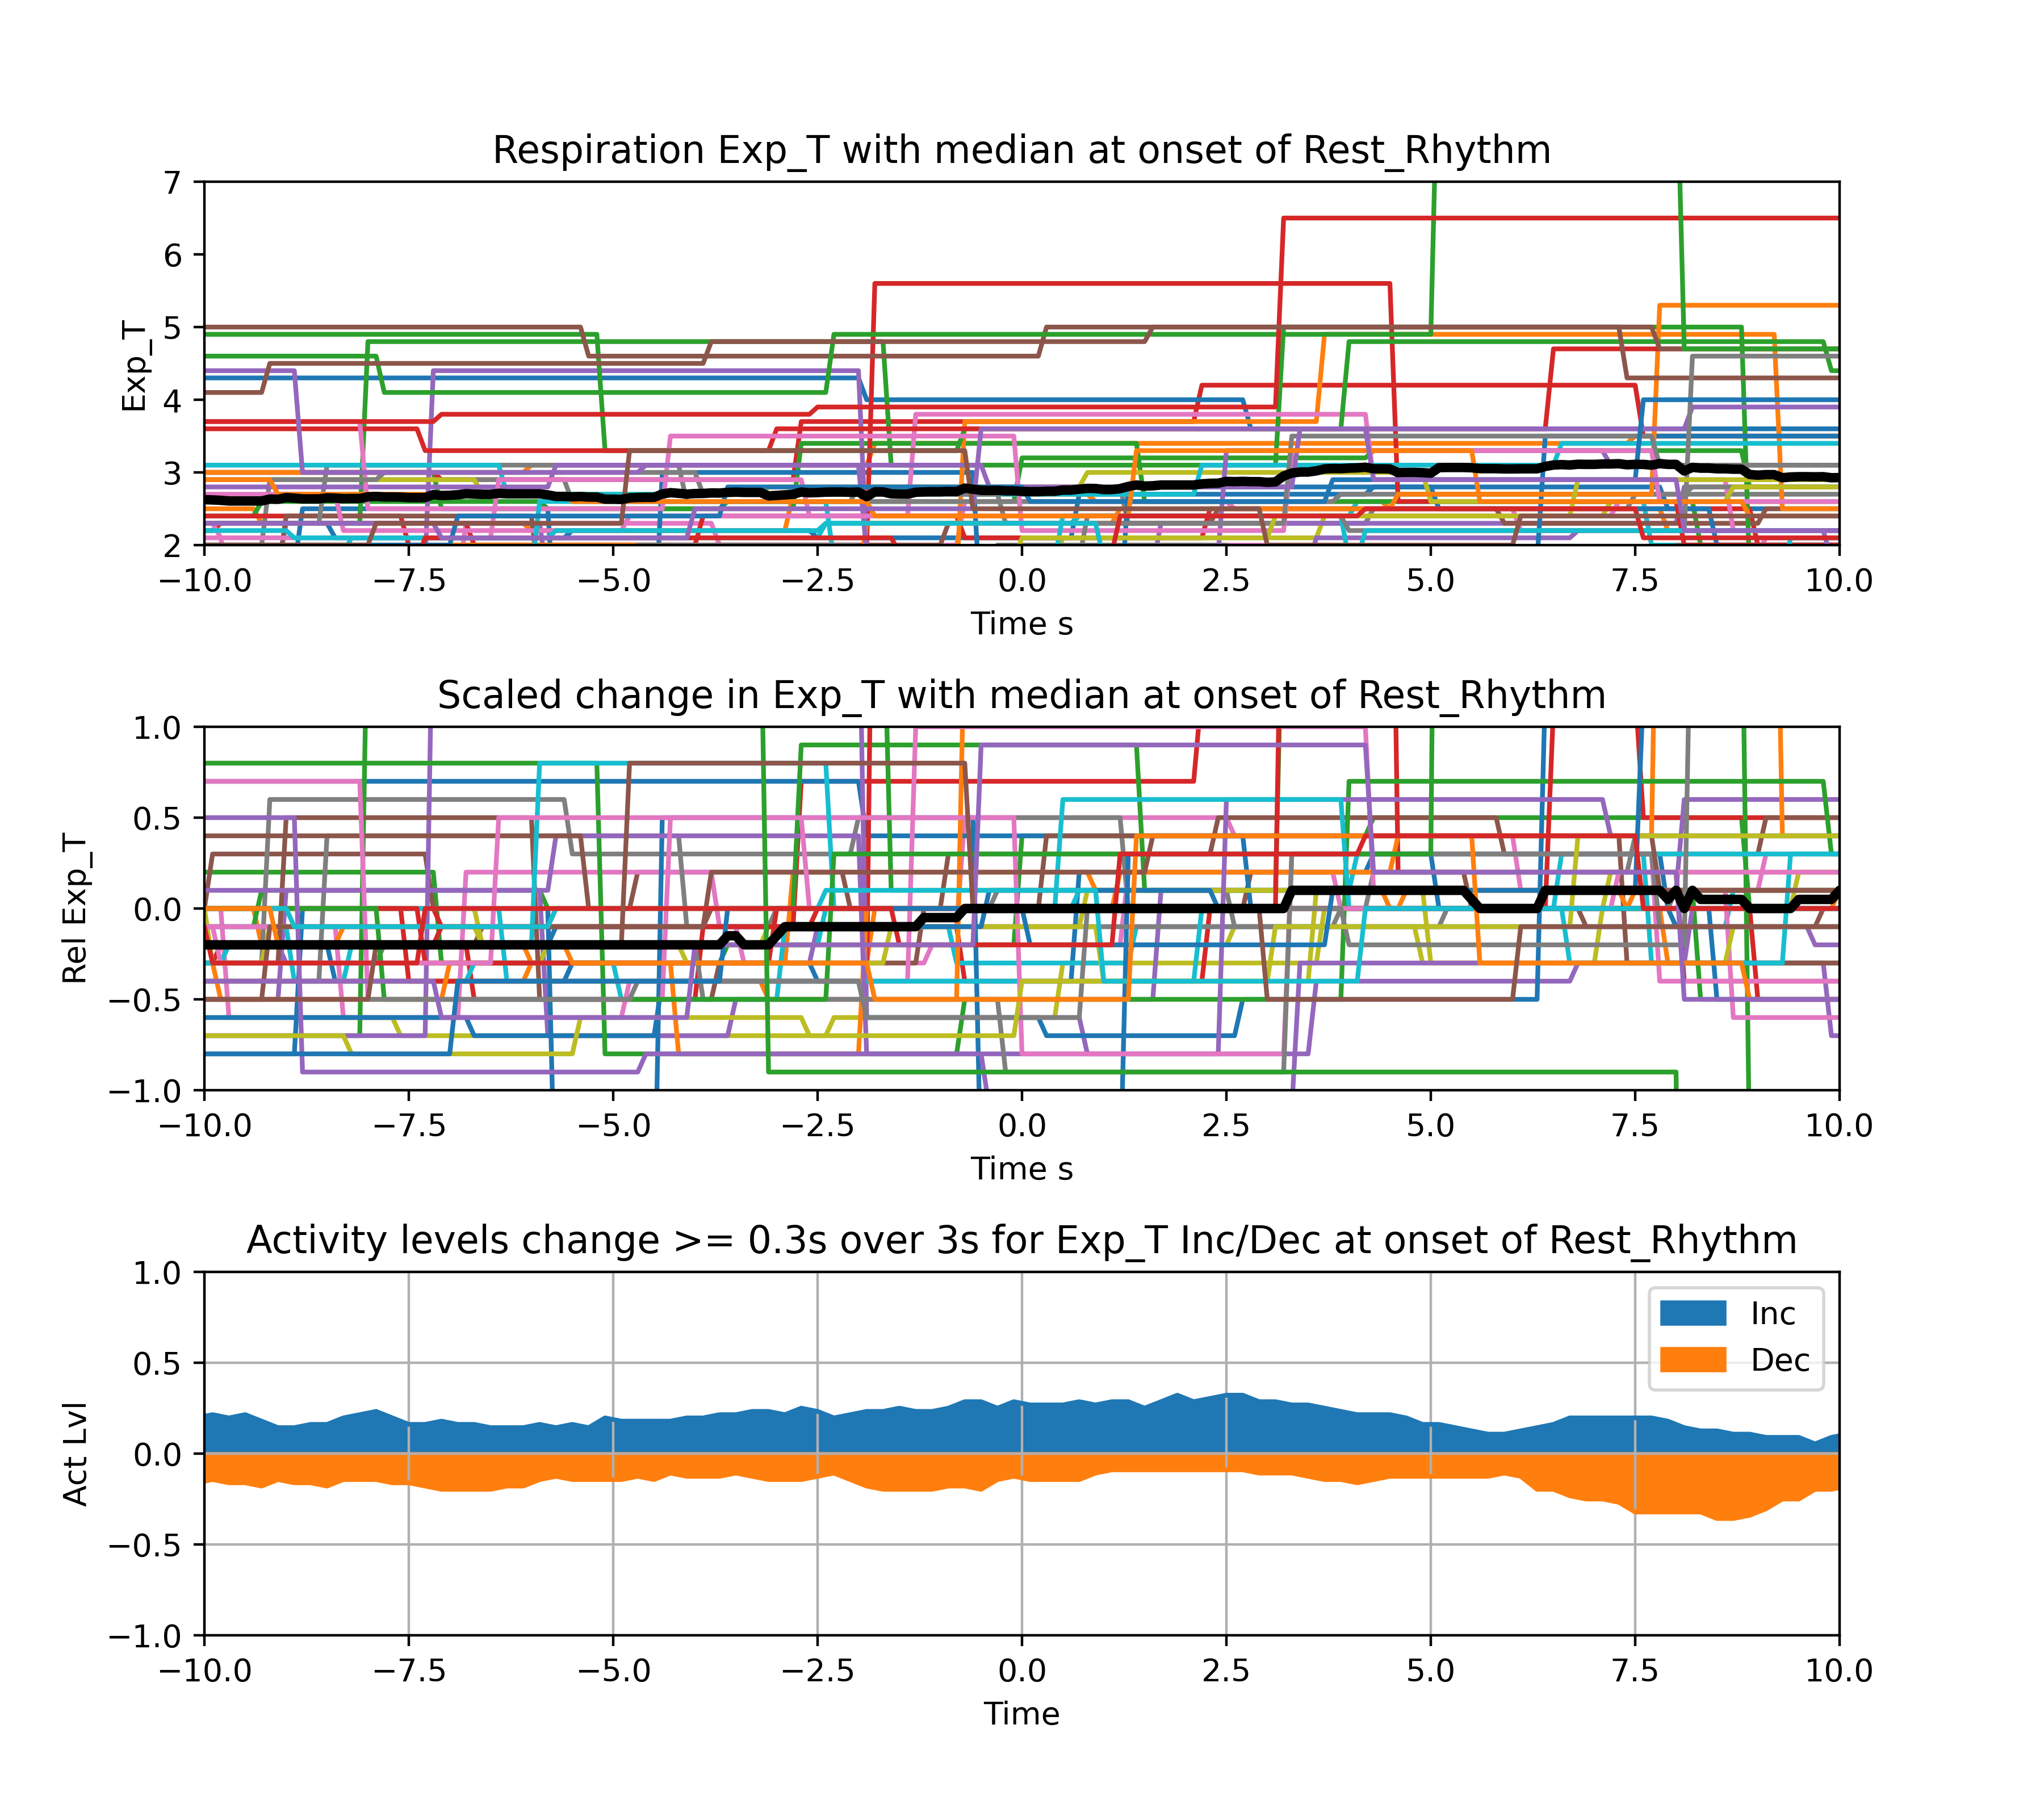 Respiration Exp_T with median at onset of Rest_Rhythm
7
6
5
4
3
2
Exp_T
−10.0 −7.5 −5.0 −2.5 0.0 2.5 5.0 7.5 10.0
Time s
Scaled change in Exp_T with median at onset of Rest_Rhythm
1.0
0.5
0.0
−0.5
−1.0
Rel Exp_T
−10.0 −7.5 −5.0 −2.5 0.0 2.5 5.0 7.5 10.0
Time s
Activity levels change >= 0.3s over 3s for Exp_T Inc/Dec at onset of Rest_Rhythm
1.0
0.5
0.0
−0.5
−1.0
Act Lvl
Inc
Dec
−10.0 −7.5 −5.0 −2.5 0.0 2.5 5.0 7.5 10.0
Time